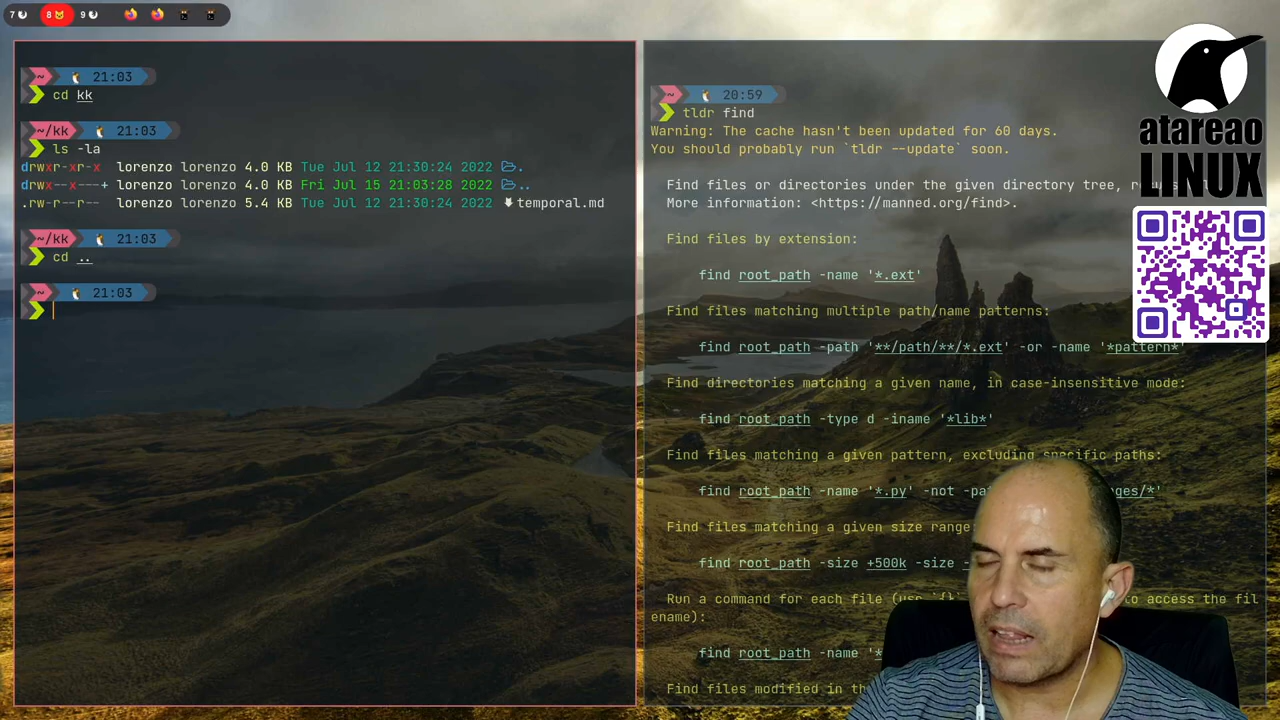 7 8 9
~ 21:03
cd kk
~/kk 21:03
ls -la
drwxr-xr-x lorenzo lorenzo 4.0 KB Tue Jul 12 21:30:24 2022 .
drwx--x---+ lorenzo lorenzo 4.0 KB Fri Jul 15 21:03:28 2022 ..
.rw-r--r-- lorenzo lorenzo 5.4 KB Tue Jul 12 21:30:24 2022 temporal.md
~/kk 21:03
cd ..
~ 21:03
~ 20:59
tldr find
Warning: The cache hasn't been updated for 60 days.
You should probably run `tldr --update` soon.
Find files or directories under the given directory tree,
More information: <https://manned.org/find>.
Find files by extension:
find root_path -name '*.ext'
Find files matching multiple path/name patterns:
find root_path -path '**/path/**/*.ext' -or -name '*pattern*'
Find directories matching a given name, in case-insensitive mode:
find root_path -type d -iname '*lib*'
Find files matching a given pattern, excluding specific paths:
find root_path -name '*.py' -not
Find files matching a given size range
find root_path -size +500k -size
Run a command for each file (use `{}` to access the fil
ename):
find root_path -name
Find files modified in
atareao
LINUX